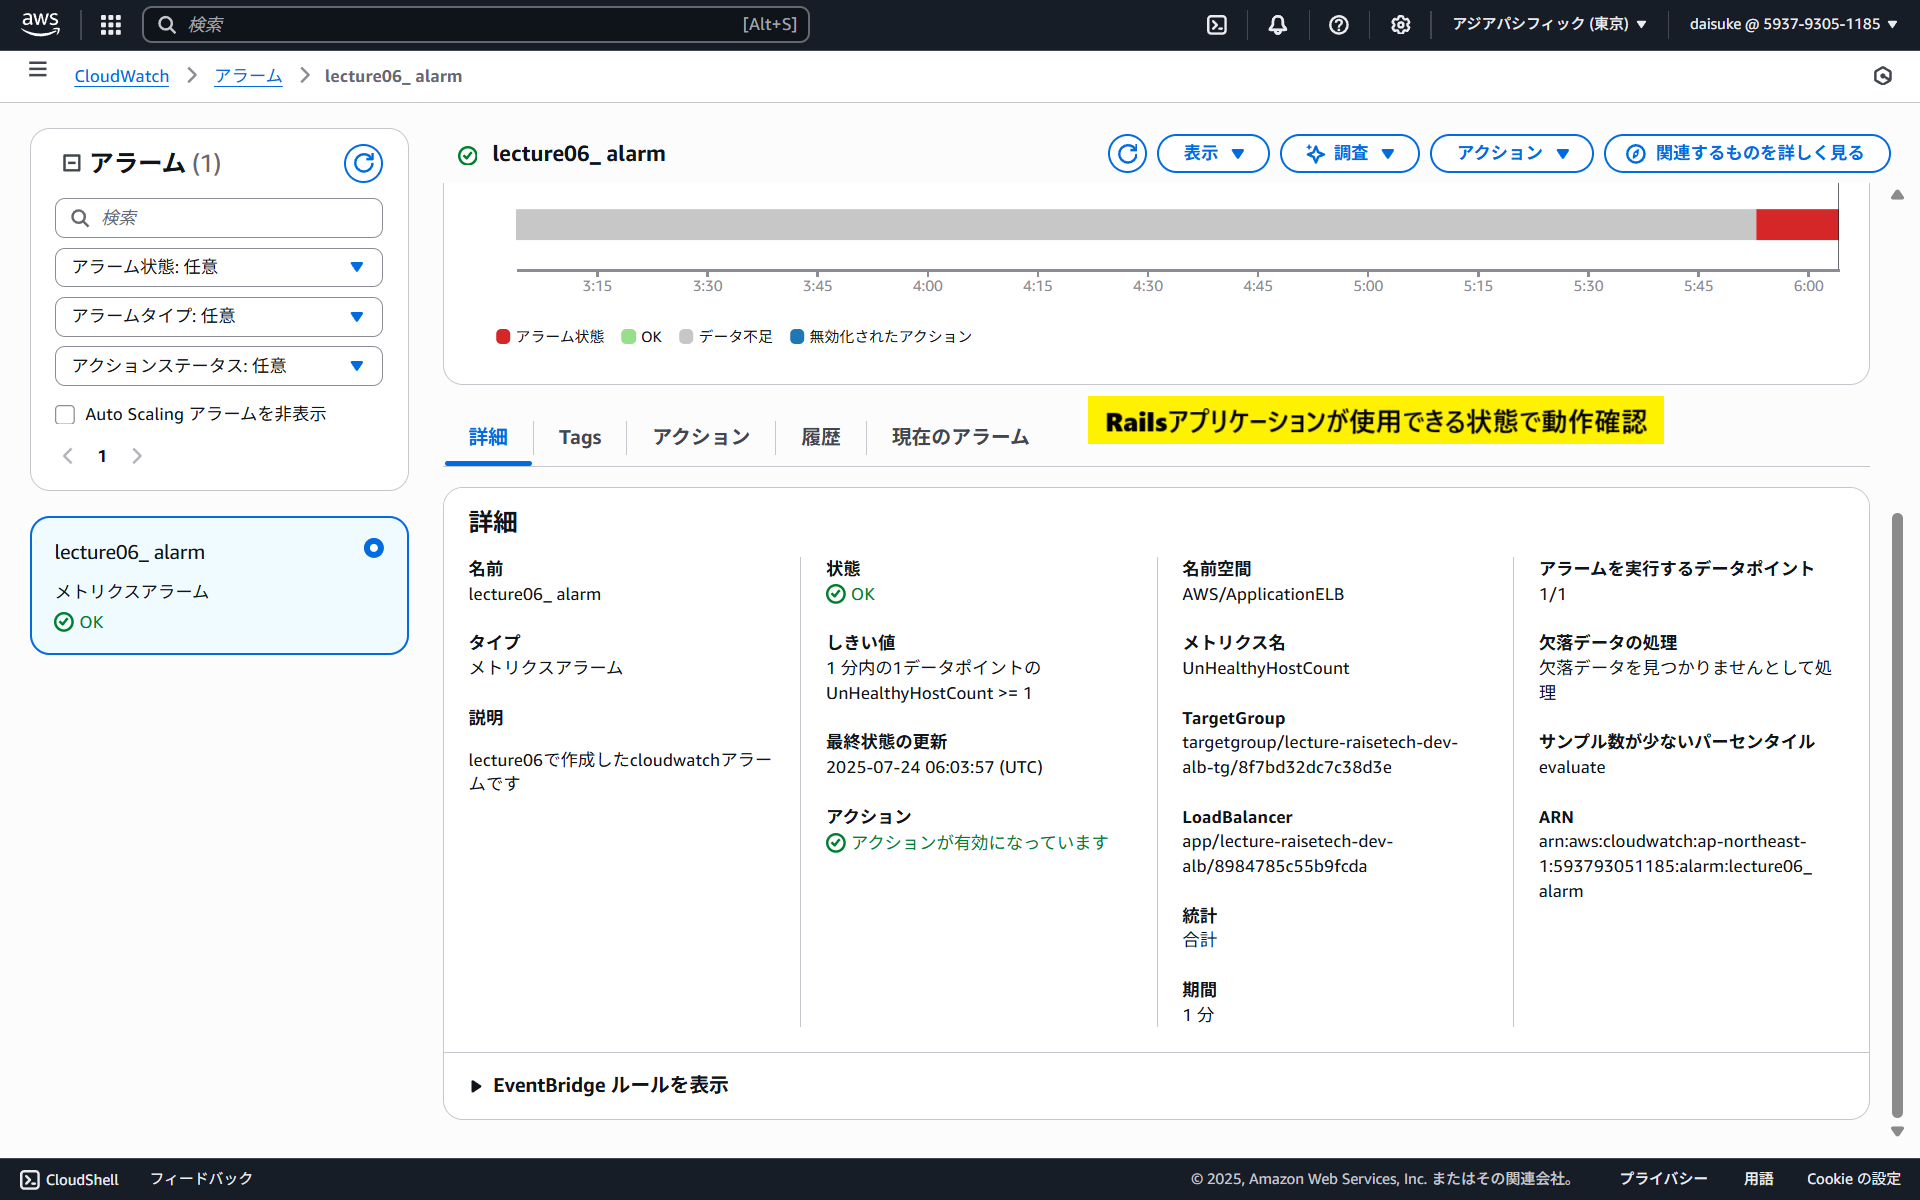 aws
検索
[Alt+S]
アジアパシフィック (東京)
daisuke @ 5937-9305-1185
CloudWatch
アラーム
lecture06_ alarm
アラーム (1)
検索
アラーム状態: 任意
アラームタイプ: 任意
アクションステータス: 任意
Auto Scaling アラームを非表示
1
lecture06_ alarm
メトリクスアラーム
OK
lecture06_ alarm
表示
調査
アクション
関連するものを詳しく見る
3:15
3:30
3:45
4:00
4:15
4:30
4:45
5:00
5:15
5:30
5:45
6:00
アラーム状態
OK
データ不足
無効化されたアクション
Railsアプリケーションが使用できる状態で動作確認
詳細
Tags
アクション
履歴
現在のアラーム
詳細
名前
lecture06_ alarm
タイプ
メトリクスアラーム
説明
lecture06で作成したcloudwatchアラー
ムです
状態
OK
しきい値
1 分内の1データポイントの
UnHealthyHostCount >= 1
最終状態の更新
2025-07-24 06:03:57 (UTC)
アクション
アクションが有効になっています
名前空間
AWS/ApplicationELB
メトリクス名
UnHealthyHostCount
TargetGroup
targetgroup/lecture-raisetech-dev-
alb-tg/8f7bd32dc7c38d3e
LoadBalancer
app/lecture-raisetech-dev-
alb/8984785c55b9fcda
統計
合計
期間
1 分
アラームを実行するデータポイント
1/1
欠落データの処理
欠落データを見つかりませんとして処
理
サンプル数が少ないパーセンタイル
evaluate
ARN
arn:aws:cloudwatch:ap-northeast-
1:593793051185:alarm:lecture06_
alarm
EventBridge ルールを表示
CloudShell
フィードバック
© 2025, Amazon Web Services, Inc. またはその関連会社。
プライバシー
用語
Cookie の設定